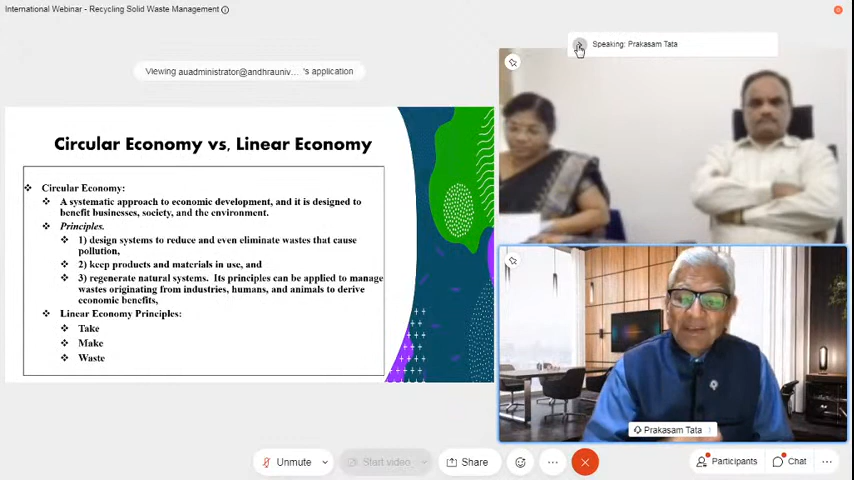 International Webinar - Recycling Solid Waste Management
Speaking: Prakasam Tata
Viewing auadministrator@andhrauniv... 's application
Circular Economy vs, Linear Economy
Circular Economy:
A systematic approach to economic development, and it is designed to
benefit businesses, society, and the environment.
Principles.
1) design systems to reduce and even eliminate wastes that cause
pollution,
2) keep products and materials in use, and
3) regenerate natural systems. Its principles can be applied to manage
wastes originating from industries, humans, and animals to derive
economic benefits,
Linear Economy Principles:
Take
Make
Waste
Prakasam Tata
Unmute
Start video
Share
Participants
Chat